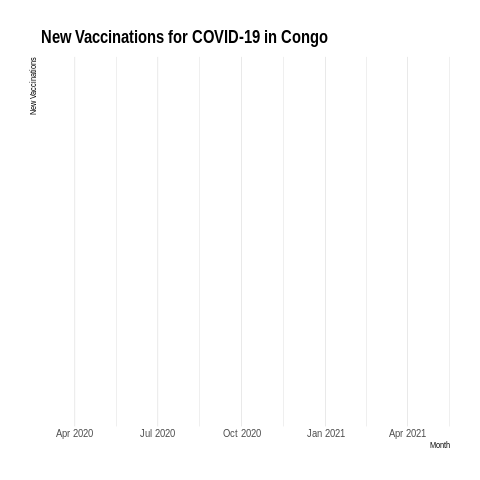 New Vaccinations for COVID-19 in Congo
New Vaccinations
Apr 2020
Jul 2020
Oct 2020
Jan 2021
Apr 2021
Month